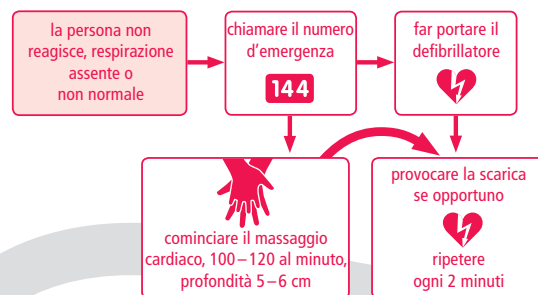 la persona non
reagisce, respirazione
assente o
non normale
chiamare il numero
d’emergenza
144
far portare il
defibrillatore
cominciare il massaggio
cardiaco, 100–120 al minuto,
profondità 5–6 cm
provocare la scarica
se opportuno
ripetere
ogni 2 minuti